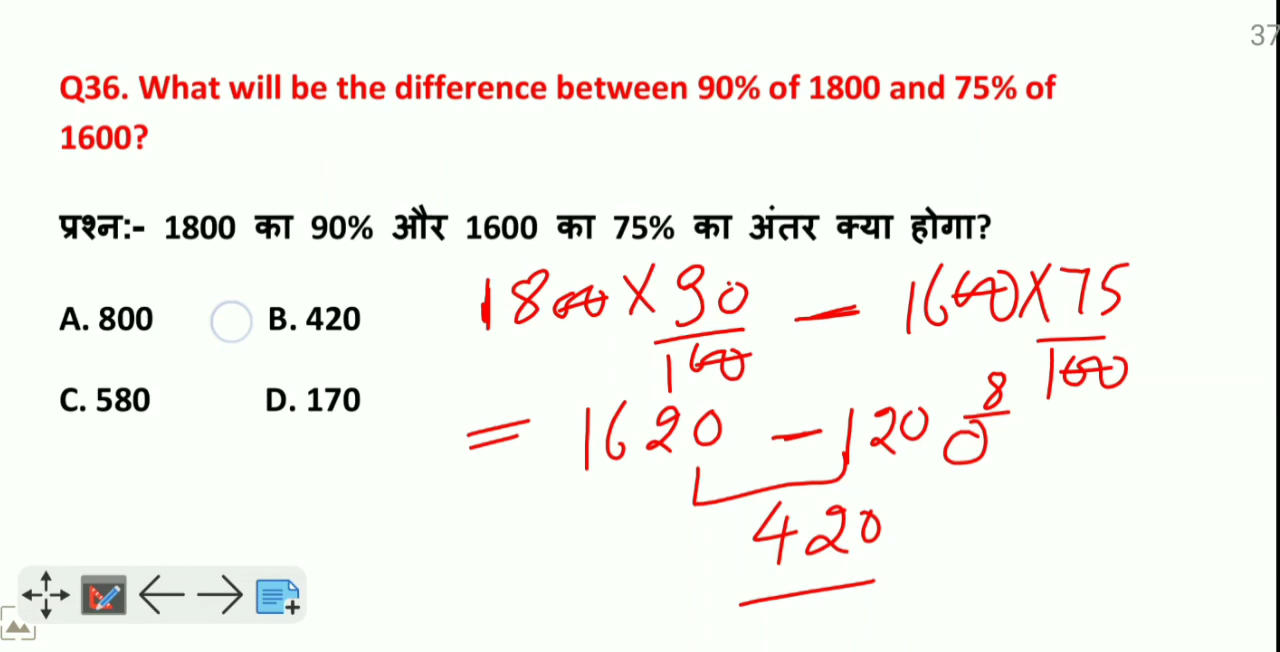 37
Q36. What will be the difference between 90% of 1800 and 75% of
1600?
प्रश्न:- 1800 का 90% और 1600 का 75% का अंतर क्या होगा?
A. 800 B. 420
C. 580 D. 170
1800 X 90 — 1600 X 75
100 100
= 1620 — 1200
8
420